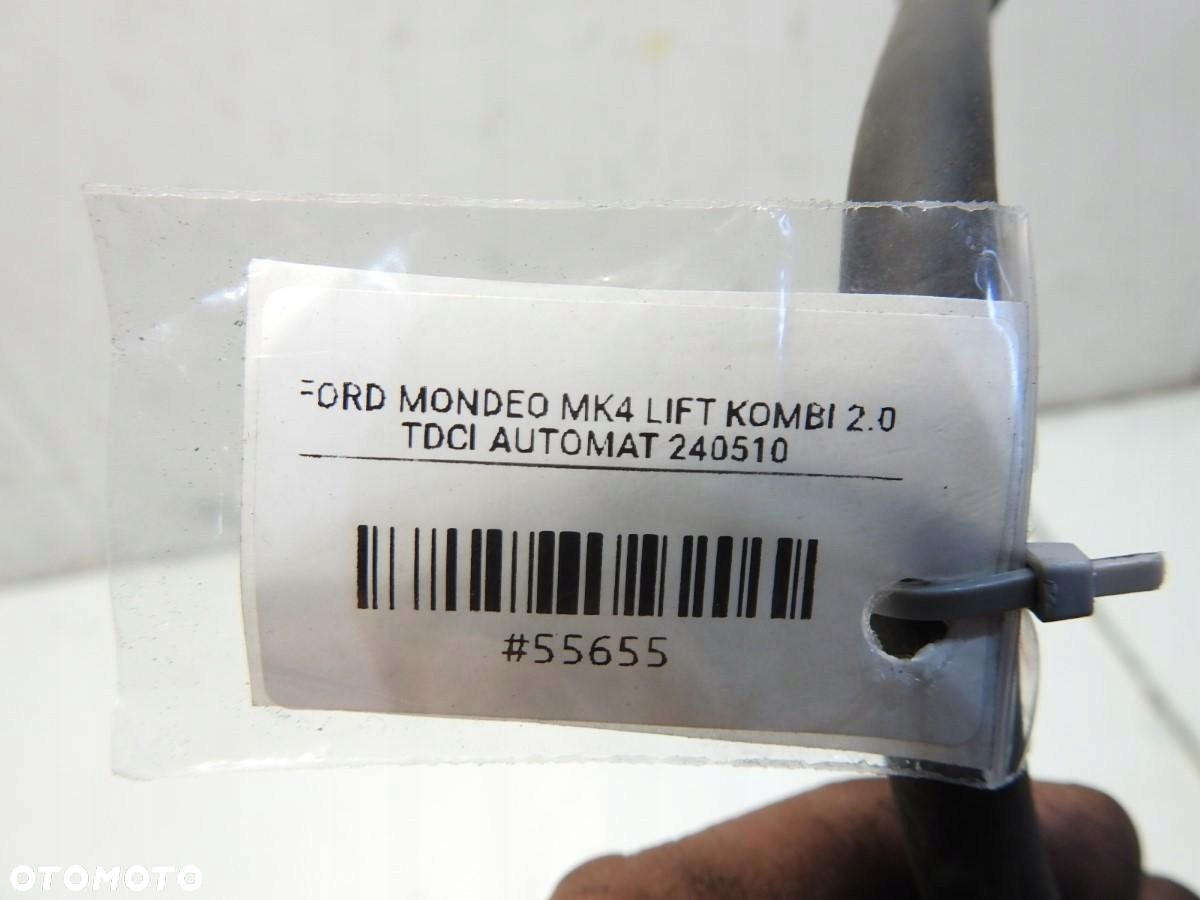 FORD MONDEO MK4 LIFT KOMBI 2.0
TDCI AUTOMAT 240510
#55655
OTOMOTO